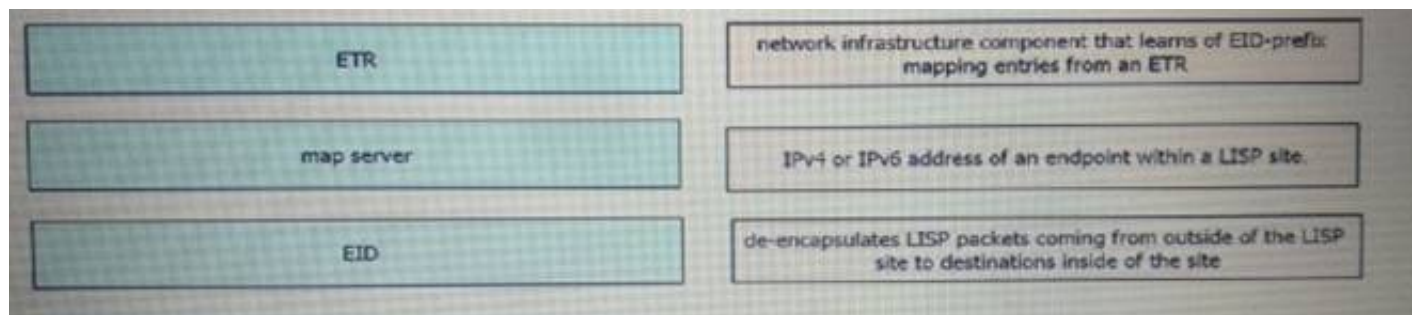 ETR
network infrastructure component that learns of EID-prefix
mapping entries from an ETR
map server
IPv4 or IPv6 address of an endpoint within a LISP site.
EID
de-encapsulates LISP packets coming from outside of the LISP
site to destinations inside of the site